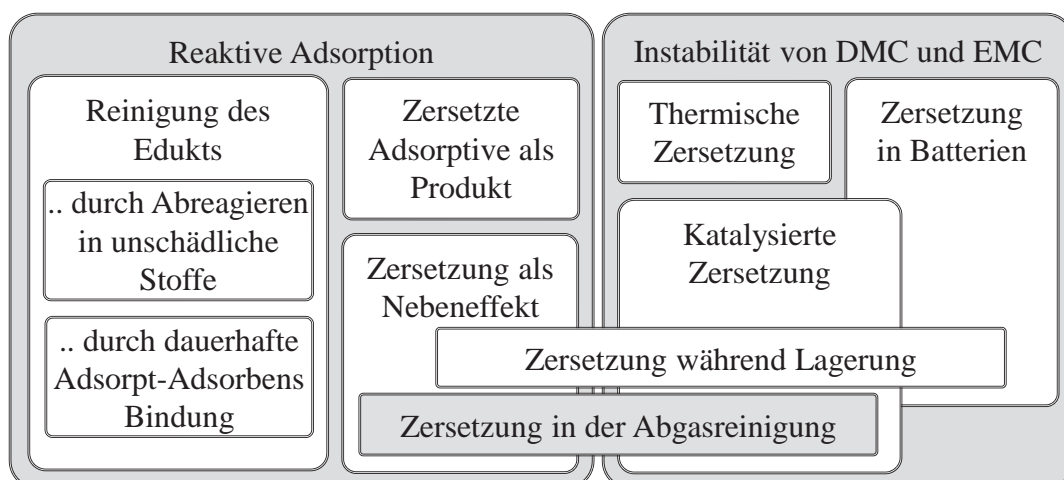 Reaktive Adsorption
Reinigung des
Edukts
.. durch Abreagieren
in unschädliche
Stoffe
.. durch dauerhafte
Adsorpt-Adsorbens
Bindung
Zersetzte
Adsorptive als
Produkt
Zersetzung als
Nebeneffekt
Instabilität von DMC und EMC
Thermische
Zersetzung
Zersetzung
in Batterien
Katalysierte
Zersetzung
Zersetzung während Lagerung
Zersetzung in der Abgasreinigung